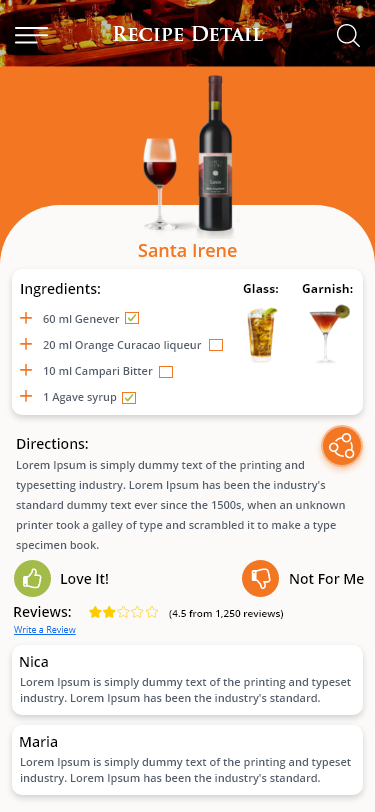 Recipe Detail
Santa Irene
Ingredients:
Glass:
Garnish:
60 ml Genever
20 ml Orange Curacao liqueur
10 ml Campari Bitter
1 Agave syrup
Directions:
Lorem Ipsum is simply dummy text of the printing and
typesetting industry. Lorem Ipsum has been the industry's
standard dummy text ever since the 1500s, when an unknown
printer took a galley of type and scrambled it to make a type
specimen book.
Love It!
Not For Me
Reviews:
(4.5 from 1,250 reviews)
Write a Review
Nica
Lorem Ipsum is simply dummy text of the printing and typeset
industry. Lorem Ipsum has been the industry's standard.
Maria
Lorem Ipsum is simply dummy text of the printing and typeset
industry. Lorem Ipsum has been the industry's standard.